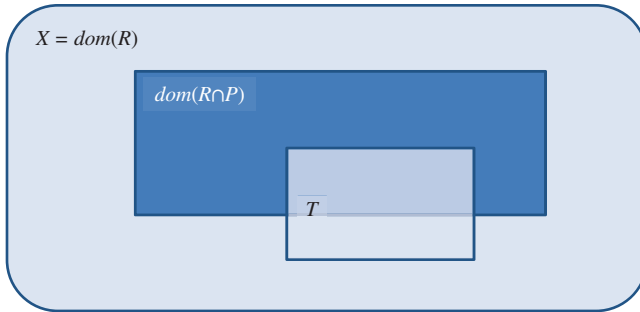 X = dom(R)
dom(R∩P)
T